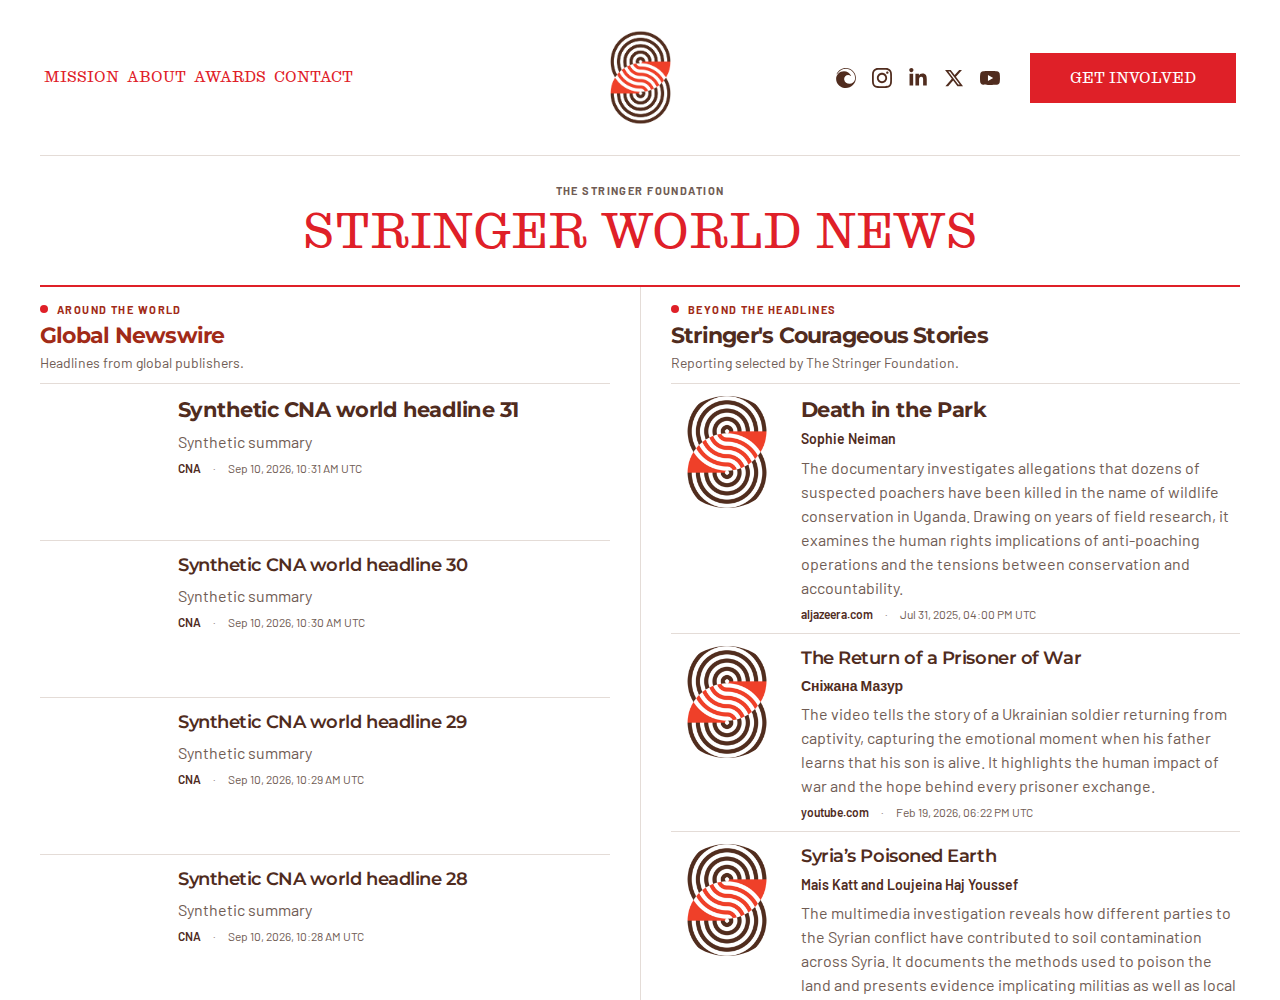 MISSION ABOUT AWARDS CONTACT
GET INVOLVED
THE STRINGER FOUNDATION
STRINGER WORLD NEWS
AROUND THE WORLD
Global Newswire
Headlines from global publishers.
Synthetic CNA world headline 31
Synthetic summary
CNA · Sep 10, 2026, 10:31 AM UTC
Synthetic CNA world headline 30
Synthetic summary
CNA · Sep 10, 2026, 10:30 AM UTC
Synthetic CNA world headline 29
Synthetic summary
CNA · Sep 10, 2026, 10:29 AM UTC
Synthetic CNA world headline 28
Synthetic summary
CNA · Sep 10, 2026, 10:28 AM UTC
BEYOND THE HEADLINES
Stringer's Courageous Stories
Reporting selected by The Stringer Foundation.
Death in the Park
Sophie Neiman
The documentary investigates allegations that dozens of
suspected poachers have been killed in the name of wildlife
conservation in Uganda. Drawing on years of field research, it
examines the human rights implications of anti-poaching
operations and the tensions between conservation and
accountability.
aljazeera.com · Jul 31, 2025, 04:00 PM UTC
The Return of a Prisoner of War
Сніжана Мазур
The video tells the story of a Ukrainian soldier returning from
captivity, capturing the emotional moment when his father
learns that his son is alive. It highlights the human impact of
war and the hope behind every prisoner exchange.
youtube.com · Feb 19, 2026, 06:22 PM UTC
Syria’s Poisoned Earth
Mais Katt and Loujeina Haj Youssef
The multimedia investigation reveals how different parties to
the Syrian conflict have contributed to soil contamination
across Syria. It documents the methods used to poison the
land and presents evidence implicating militias as well as local